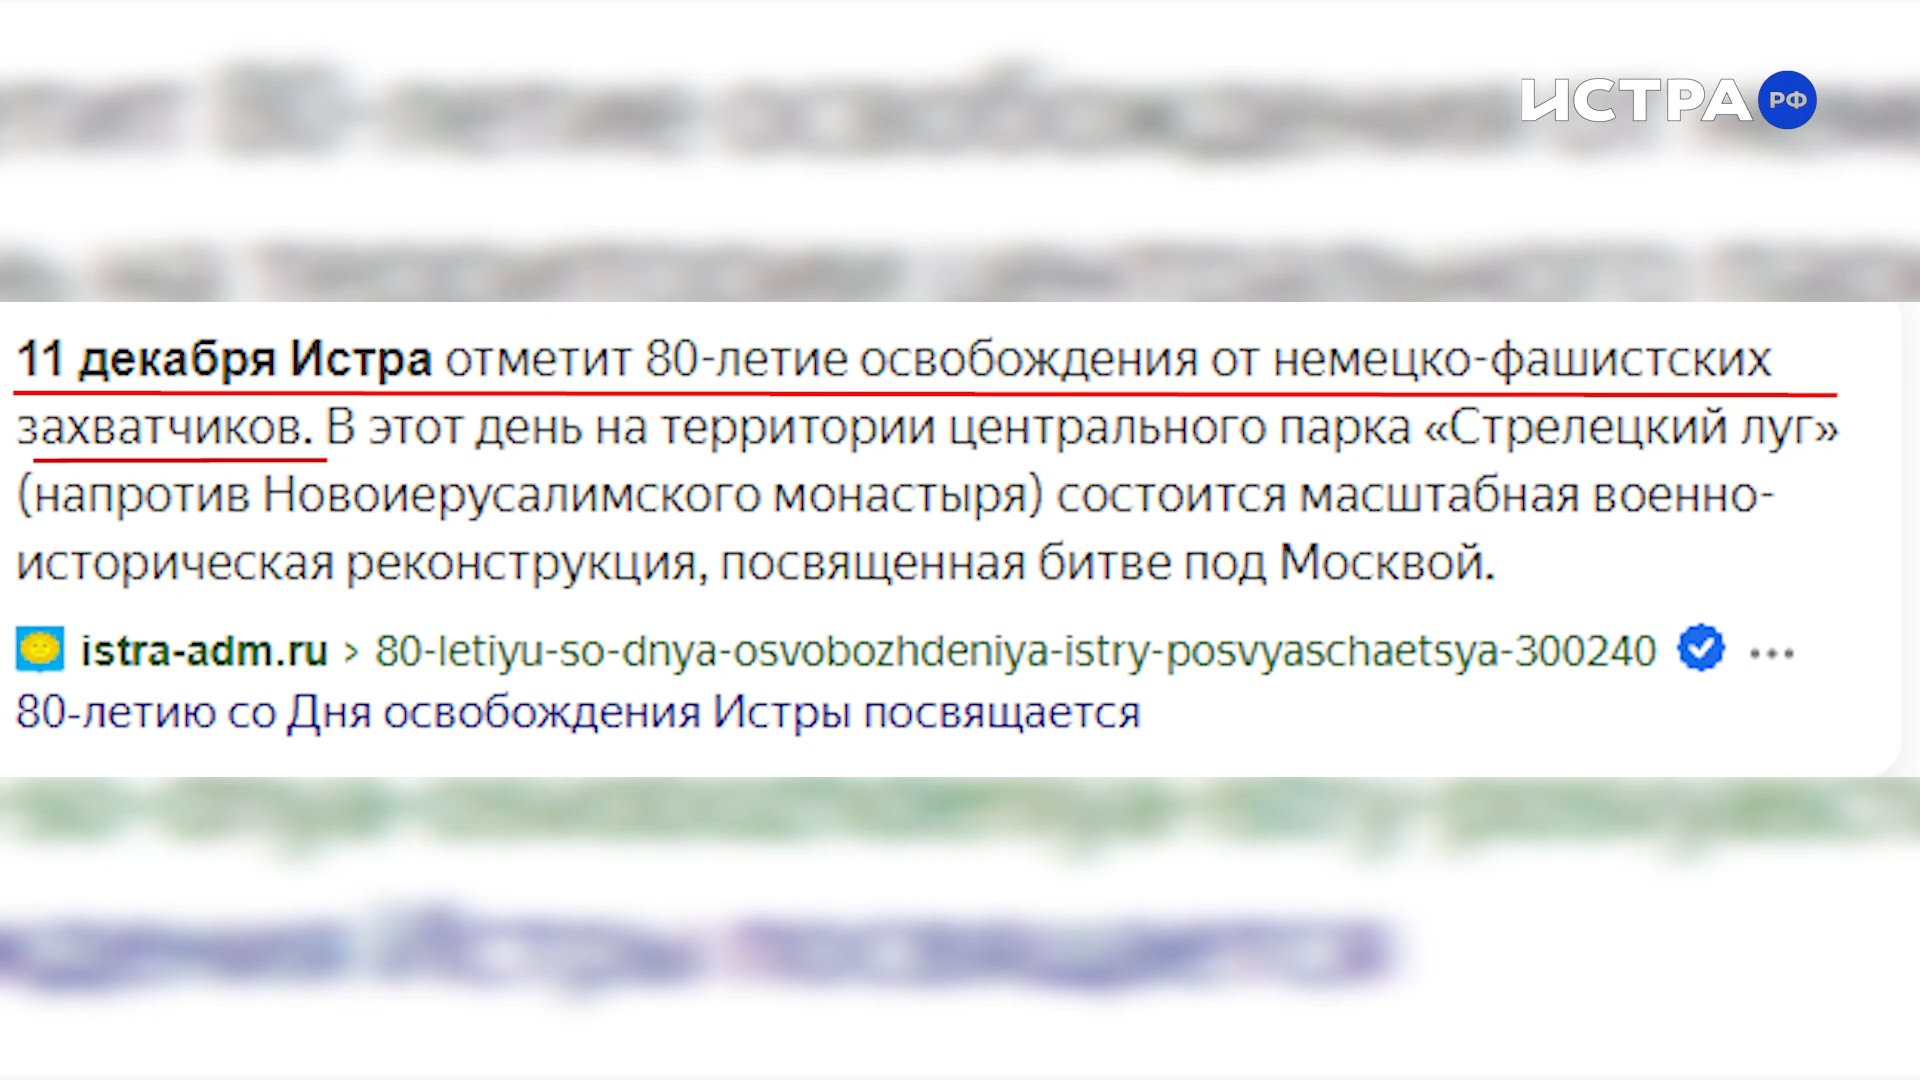 ИСТРА РФ
11 декабря Истра отметит 80-летие освобождения от немецко-фашистских
захватчиков. В этот день на территории центрального парка «Стрелецкий луг»
(напротив Новоиерусалимского монастыря) состоится масштабная военно-
историческая реконструкция, посвященная битве под Москвой.
istra-adm.ru › 80-letiyu-so-dnya-osvobozhdeniya-istry-posvyaschaetsya-300240 ...
80-летию со Дня освобождения Истры посвящается